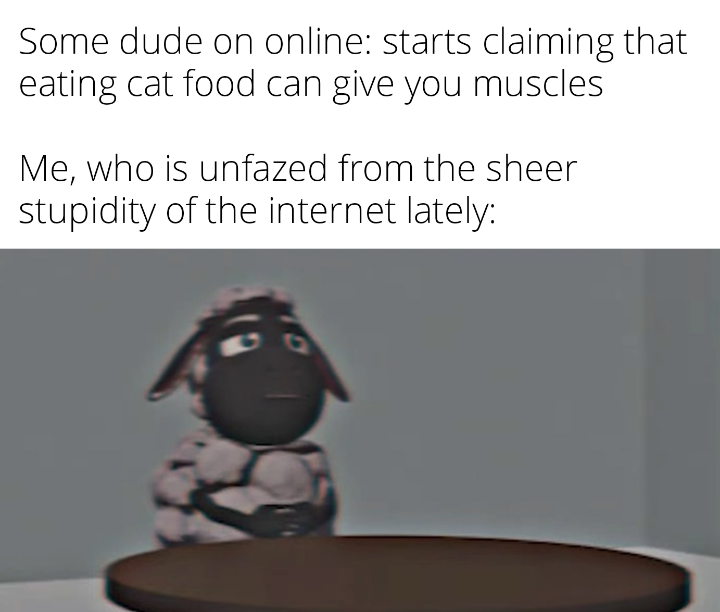 Some dude on online: starts claiming that
eating cat food can give you muscles
Me, who is unfazed from the sheer
stupidity of the internet lately: